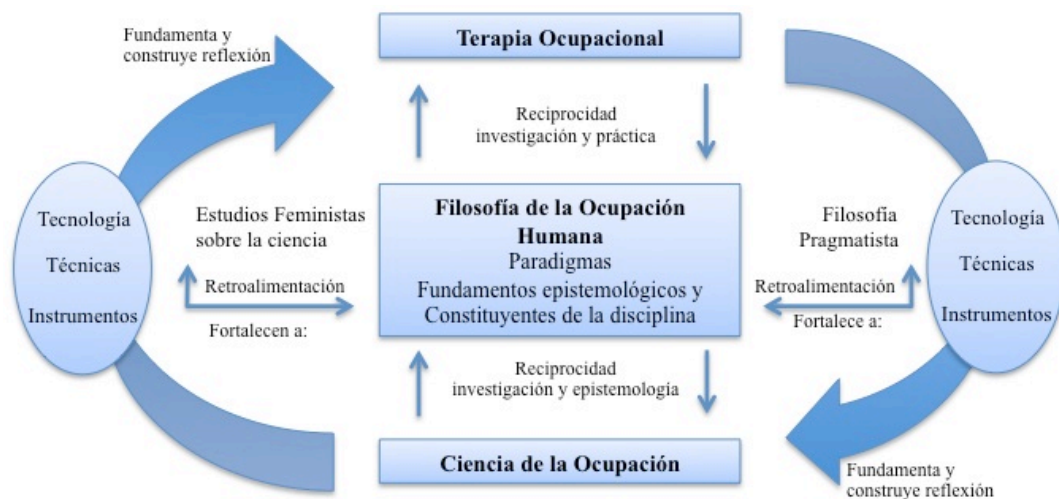 Fundamenta y
construye reflexión
Terapia Ocupacional
Reciprocidad
investigación y práctica
Tecnología
Técnicas
Instrumentos
Estudios Feministas
sobre la ciencia
Retroalimentación
Fortalecen a:
Filosofía de la Ocupación
Humana
Paradigmas
Fundamentos epistemológicos y
Constituyentes de la disciplina
Filosofía
Pragmatista
Retroalimentación
Fortalece a:
Tecnología
Técnicas
Instrumentos
Reciprocidad
investigación y epistemología
Ciencia de la Ocupación
Fundamenta y
construye reflexión